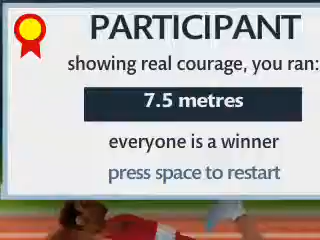 PARTICIPANT
showing real courage, you ran:
7.5 metres
everyone is a winner
press space to restart